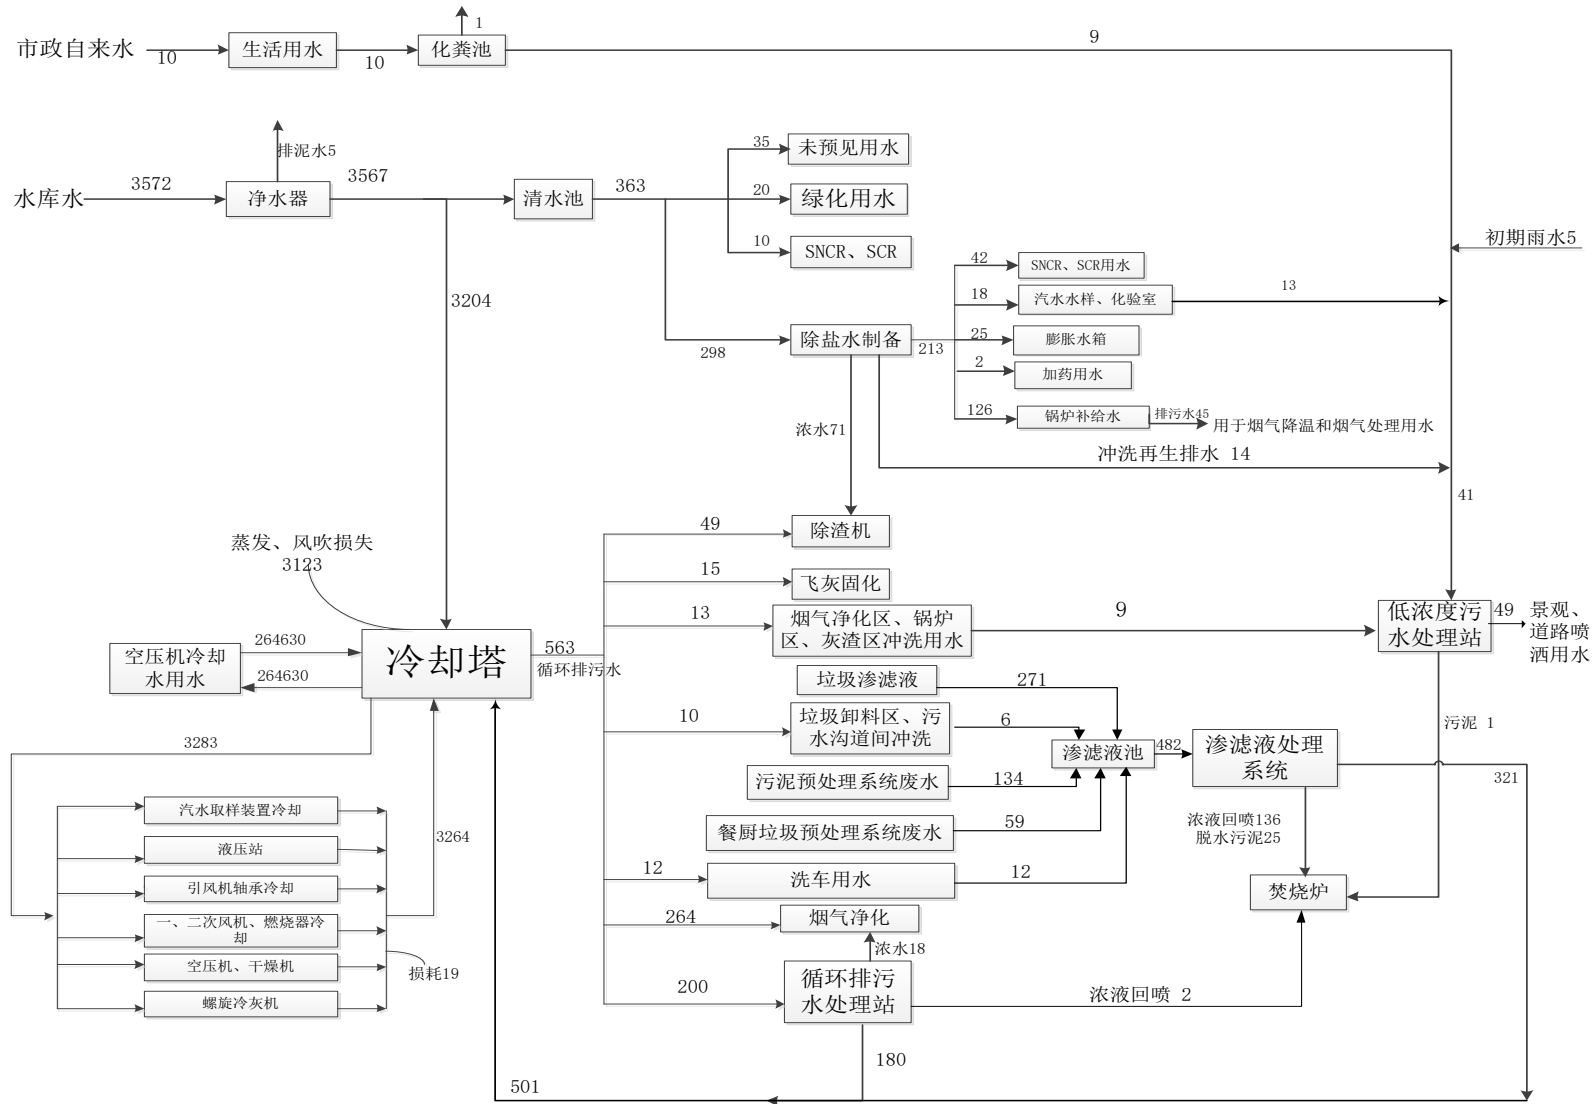 1
9
市政自来水
10
生活用水
10
化粪池
排泥水5
水库水
3572
净水器
3567
清水池
363
35
未预见用水
20
绿化用水
10
SNCR、SCR
初期雨水5
3204
42
SNCR、SCR用水
18
汽水水样、化验室
13
298
除盐水制备
213
25
膨胀水箱
2
加药用水
126
锅炉补给水
排污水45
用于烟气降温和烟气处理用水
浓水71
冲洗再生排水 14
41
49
除渣机
蒸发、风吹损失
3123
15
飞灰固化
13
烟气净化区、锅炉
区、灰渣区冲洗用水
9
低浓度污
水处理站
49
景观、
道路喷
洒用水
264630
空压机冷却
水用水
264630
冷却塔
563
循环排污水
垃圾渗滤液
271
10
垃圾卸料区、污
水沟道间冲洗
6
污泥 1
3283
渗滤液池
482
渗滤液处理
系统
321
污泥预处理系统废水
134
汽水取样装置冷却
餐厨垃圾预处理系统废水
59
浓液回喷136
脱水污泥25
3264
液压站
12
洗车用水
12
引风机轴承冷却
焚烧炉
264
烟气净化
一、二次风机、燃烧器冷
却
浓水18
空压机、干燥机
损耗19
200
循环排污
水处理站
浓液回喷 2
螺旋冷灰机
180
501